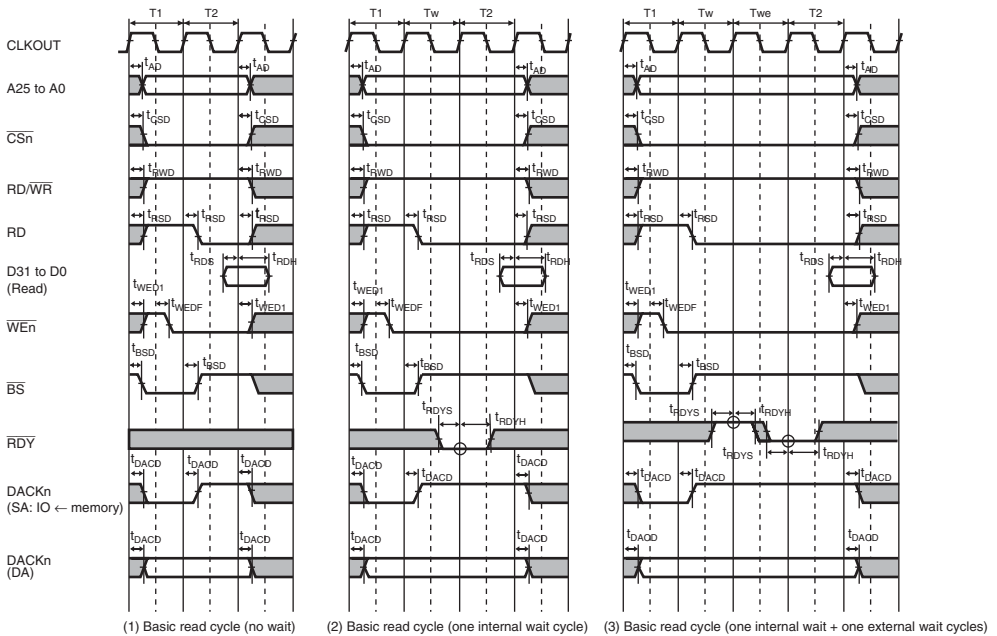 T1 T2 T1 Tw T2 T1 Tw Twe T2
CLKOUT
tAD tAD tAD tAD tAD tAD
A25 to A0
tCSD tCSD tCSD tCSD tCSD tCSD
CSn
tRWD tRWD tRWD tRWD tRWD tRWD
RD/WR
tRSD tRSD tRSD tRSD tRSD tRSD tRSD tRSD tRSD
RD
tRDS tRDH tRDS tRDH tRDS tRDH
D31 to D0
(Read)
tWED1 tWEDF tWED1 tWED1 tWEDF tWED1 tWED1 tWEDF tWED1
WEn
tBSD tBSD tBSD tBSD tBSD tBSD
BS
tRDYS tRDYH tRDYS tRDYH
RDY
tRDYS tRDYH
tDACD tDACD tDACD tDACD tDACD tDACD tDACD tDACD tDACD
DACKn
(SA: IO ← memory)
tDACD tDACD tDACD tDACD tDACD tDACD
DACKn
(DA)
(1) Basic read cycle (no wait)
(2) Basic read cycle (one internal wait cycle)
(3) Basic read cycle (one internal wait + one external wait cycles)